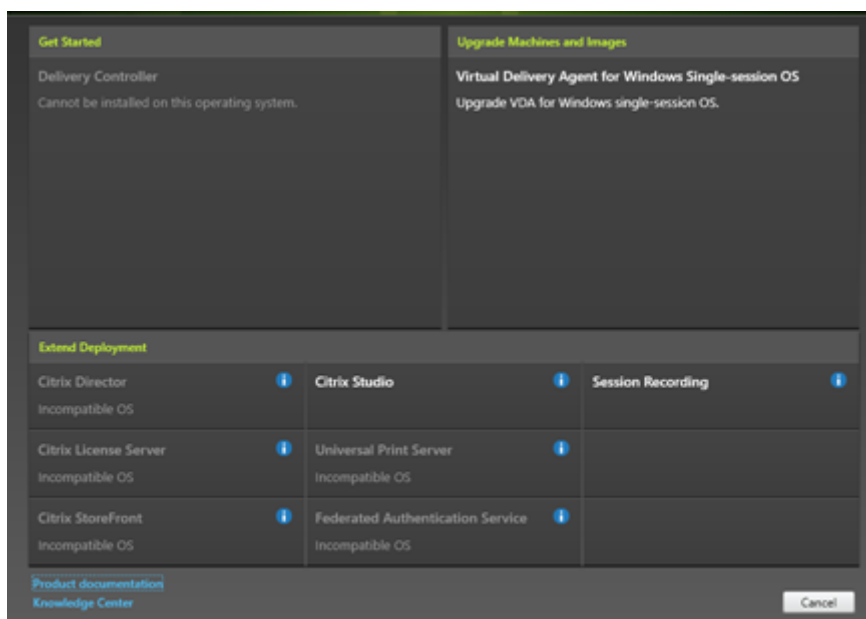 Get Started
Upgrade Machines and Images
Delivery Controller
Cannot be installed on this operating system.
Virtual Delivery Agent for Windows Single-session OS
Upgrade VDA for Windows single-session OS.
Extend Deployment
Citrix Director
Incompatible OS
Citrix Studio
Session Recording
Citrix License Server
Incompatible OS
Universal Print Server
Incompatible OS
Citrix StoreFront
Incompatible OS
Federated Authentication Service
Incompatible OS
Product documentation
Knowledge Center
Cancel